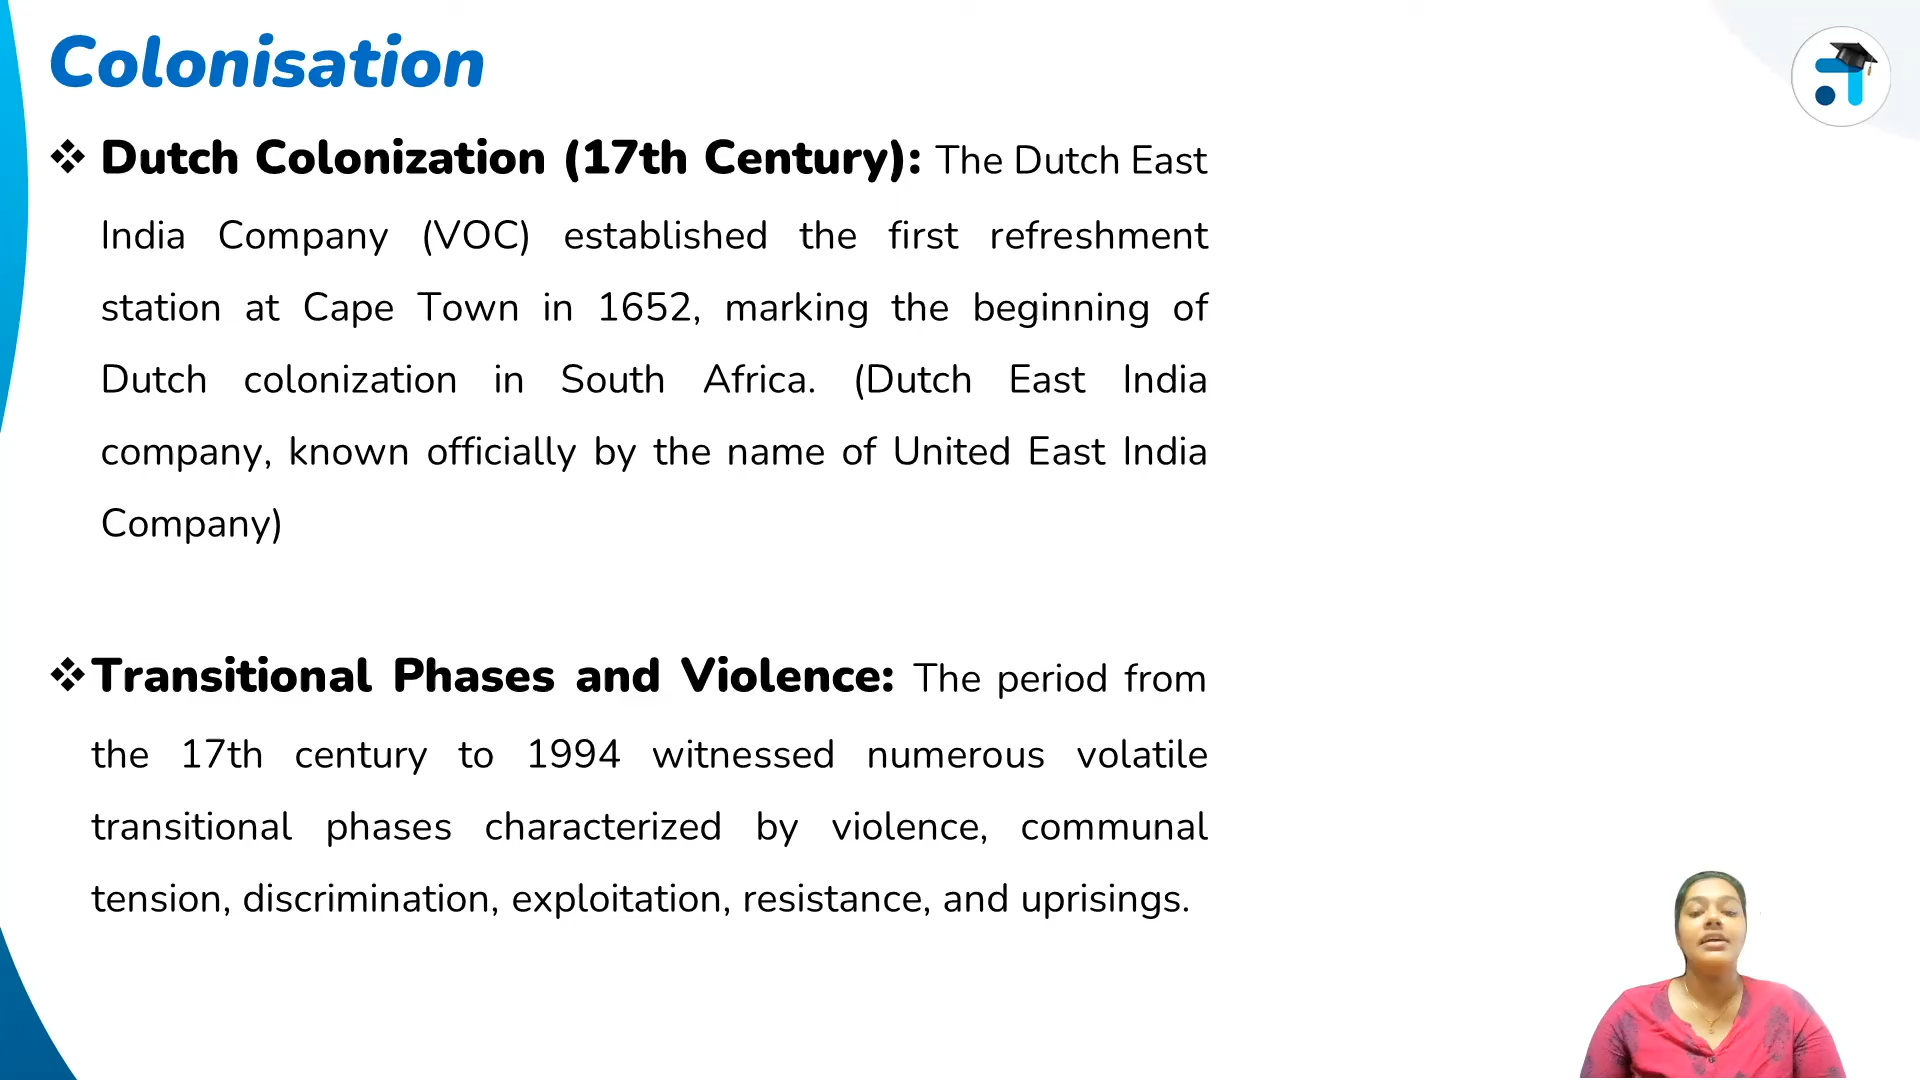 Colonisation
❖ Dutch Colonization (17th Century): The Dutch East
India Company (VOC) established the first refreshment
station at Cape Town in 1652, marking the beginning of
Dutch colonization in South Africa. (Dutch East India
company, known officially by the name of United East India
Company)
❖Transitional Phases and Violence: The period from
the 17th century to 1994 witnessed numerous volatile
transitional phases characterized by violence, communal
tension, discrimination, exploitation, resistance, and uprisings.